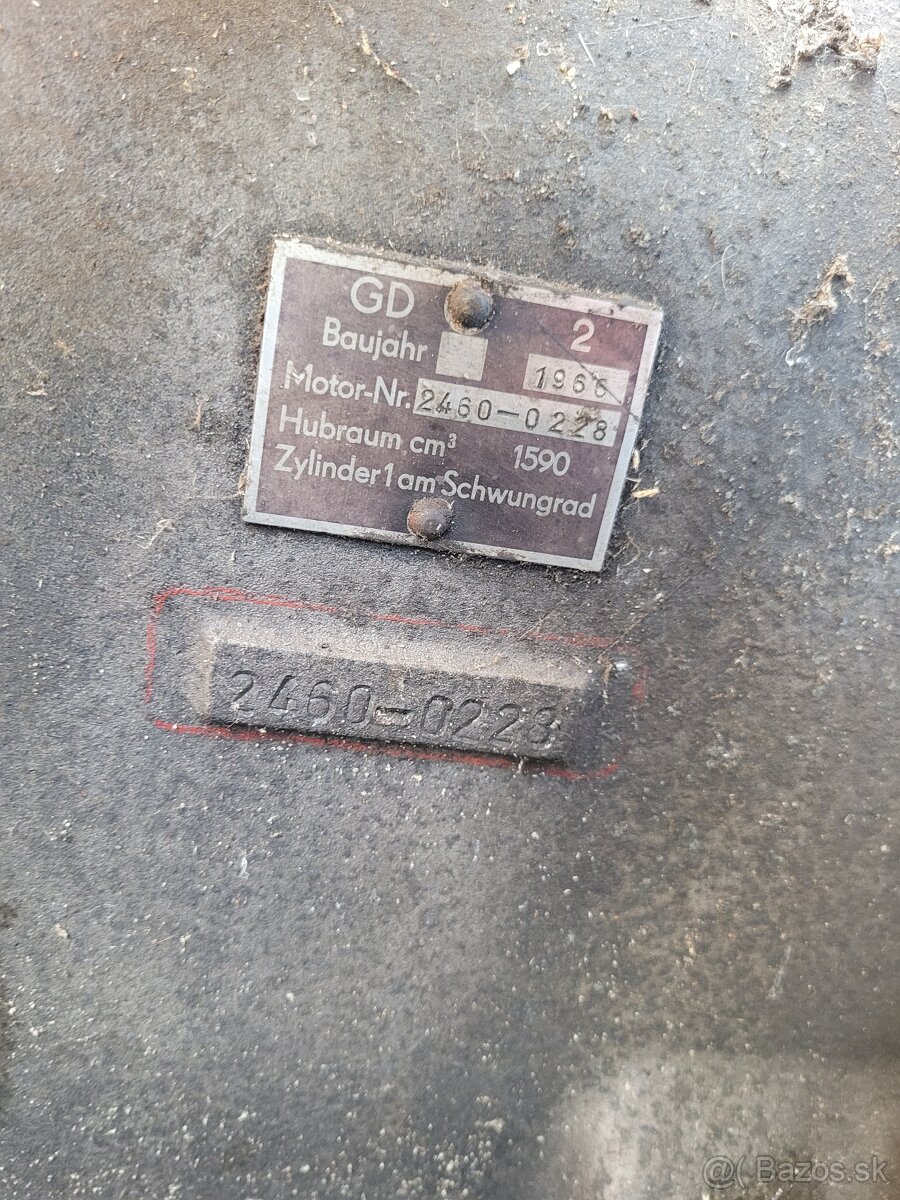 GD 2
Baujahr 1966
Motor-Nr. 2460-0228
Hubraum cm³ 1590
Zylinder 1 am Schwungrad
2460-0228
@( Bazos.sk